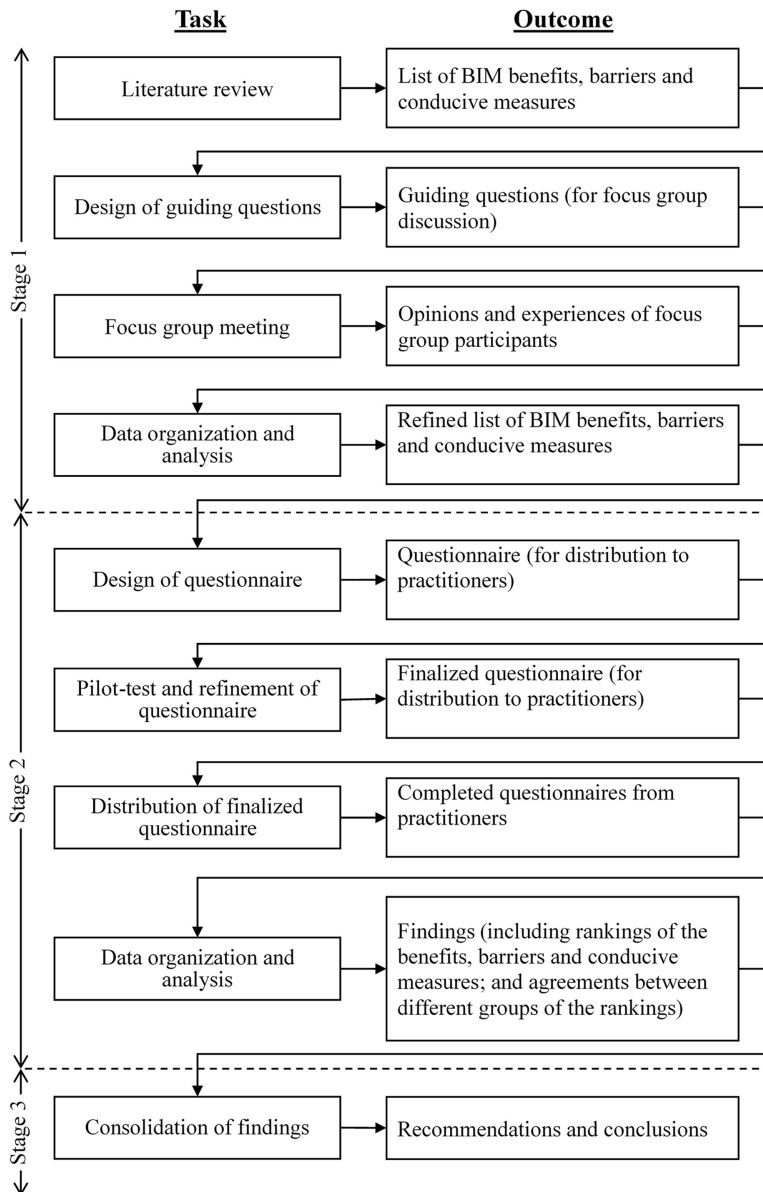 Task
Outcome
Stage 1
Literature review
List of BIM benefits, barriers and
conducive measures
Design of guiding questions
Guiding questions (for focus group
discussion)
Focus group meeting
Opinions and experiences of focus
group participants
Data organization and
analysis
Refined list of BIM benefits, barriers
and conducive measures
Stage 2
Design of questionnaire
Questionnaire (for distribution to
practitioners)
Pilot-test and refinement of
questionnaire
Finalized questionnaire (for
distribution to practitioners)
Distribution of finalized
questionnaire
Completed questionnaires from
practitioners
Data organization and
analysis
Findings (including rankings of the
benefits, barriers and conducive
measures; and agreements between
different groups of the rankings)
Stage 3
Consolidation of findings
Recommendations and conclusions